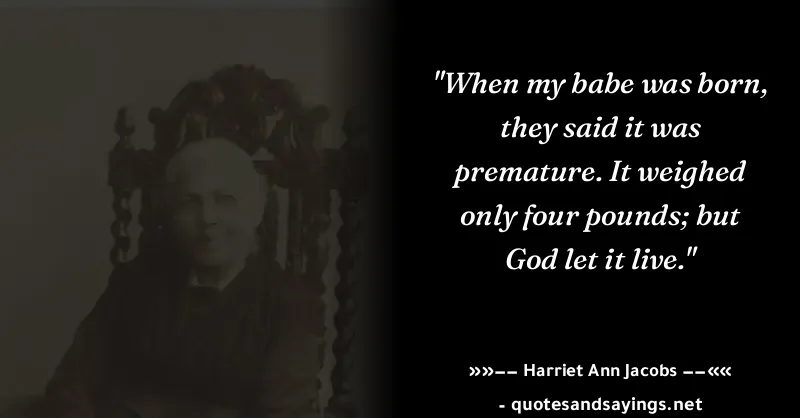 "When my babe was born,
they said it was
premature. It weighed
only four pounds; but
God let it live."
»»–– Harriet Ann Jacobs ––««
- quotesandsayings.net